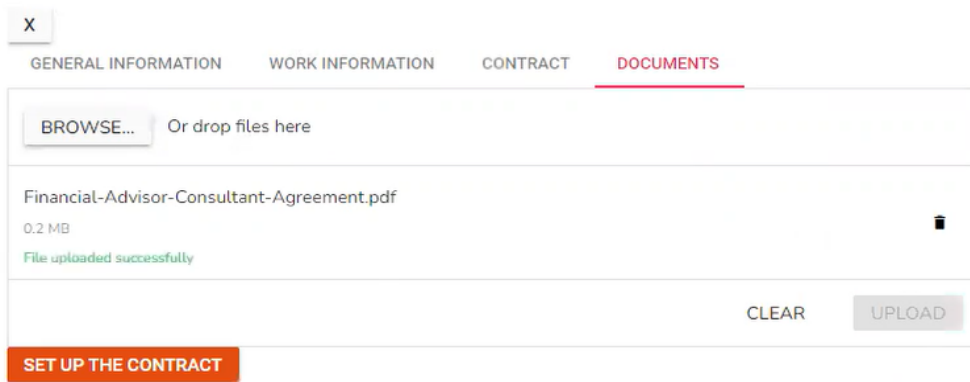 X
GENERAL INFORMATION WORK INFORMATION CONTRACT DOCUMENTS
BROWSE... Or drop files here
Financial-Advisor-Consultant-Agreement.pdf
0.2 MB
File uploaded successfully
CLEAR UPLOAD
SET UP THE CONTRACT